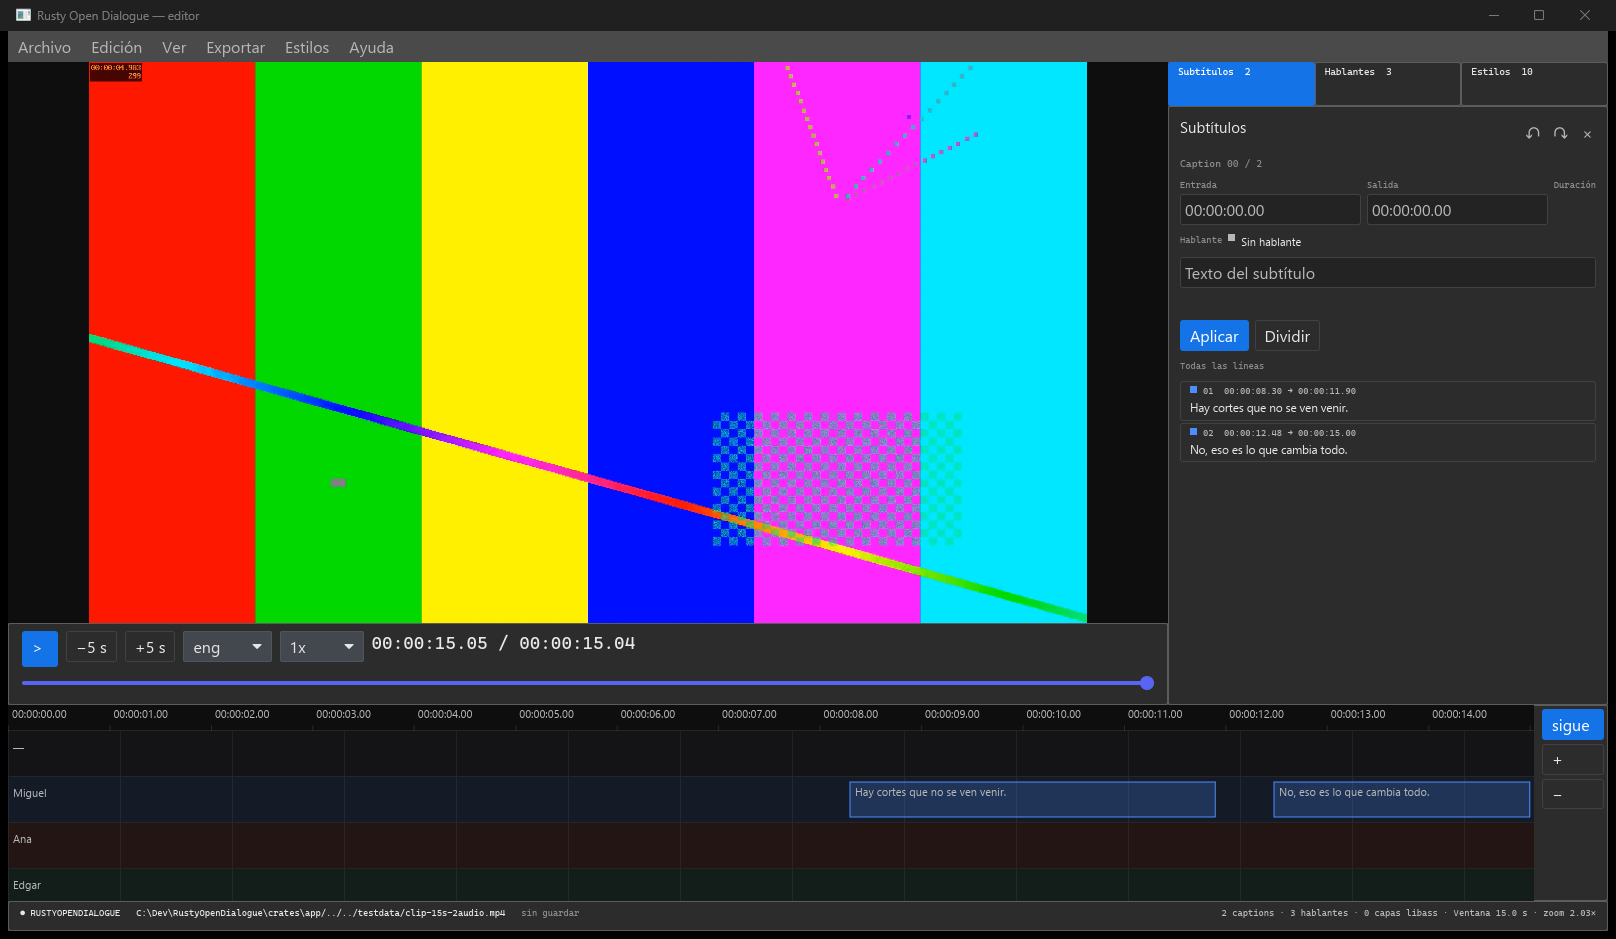 Rusty Open Dialogue — editor
Archivo Edición Ver Exportar Estilos Ayuda
00:00:04.983
299
Subtítulos 2
Hablantes 3
Estilos 10
Subtítulos
×
Caption 00 / 2
Entrada
Salida
Duración
00:00:00.00
00:00:00.00
Hablante
Sin hablante
Texto del subtítulo
Aplicar
Dividir
Todas las líneas
01 00:00:08.30 → 00:00:11.90
Hay cortes que no se ven venir.
02 00:00:12.48 → 00:00:15.00
No, eso es lo que cambia todo.
> −5 s +5 s eng 1x 00:00:15.05 / 00:00:15.04
00:00:00.00 00:00:01.00 00:00:02.00 00:00:03.00 00:00:04.00 00:00:05.00 00:00:06.00 00:00:07.00 00:00:08.00 00:00:09.00 00:00:10.00 00:00:11.00 00:00:12.00 00:00:13.00 00:00:14.00
sigue
+
−
—
Miguel
Hay cortes que no se ven venir.
No, eso es lo que cambia todo.
Ana
Edgar
● RUSTYOPENDIALOGUE C:\Dev\RustyOpenDialogue\crates\app/../../testdata/clip-15s-2audio.mp4 sin guardar
2 captions · 3 hablantes · 0 capas libass · Ventana 15.0 s · zoom 2.03×